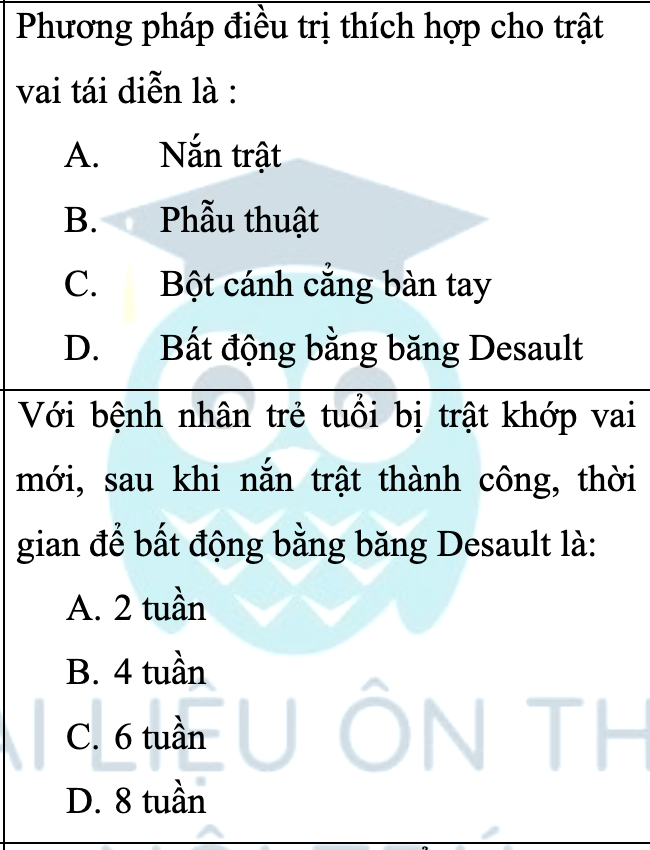 Phương pháp điều trị thích hợp cho trật
vai tái diễn là :
A. Nắn trật
B. Phẫu thuật
C. Bột cánh cẳng bàn tay
D. Bất động bằng băng Desault
Với bệnh nhân trẻ tuổi bị trật khớp vai
mới, sau khi nắn trật thành công, thời
gian để bất động bằng băng Desault là:
A. 2 tuần
B. 4 tuần
C. 6 tuần
D. 8 tuần
LIỆU ÔN TH